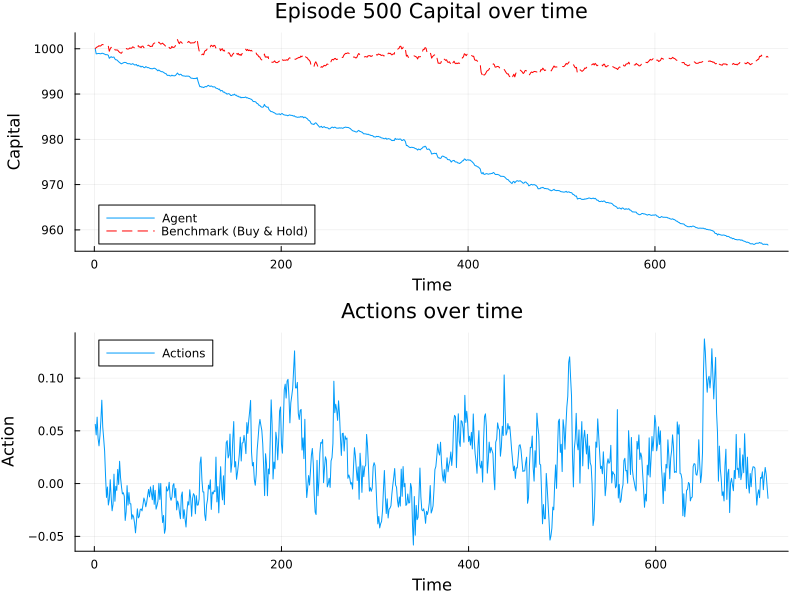 Episode 500 Capital over time
Capital
1000
990
980
970
960
Agent
Benchmark (Buy & Hold)
0
200
400
600
Time
Actions over time
Action
Actions
0.10
0.05
0.00
−0.05
0
200
400
600
Time